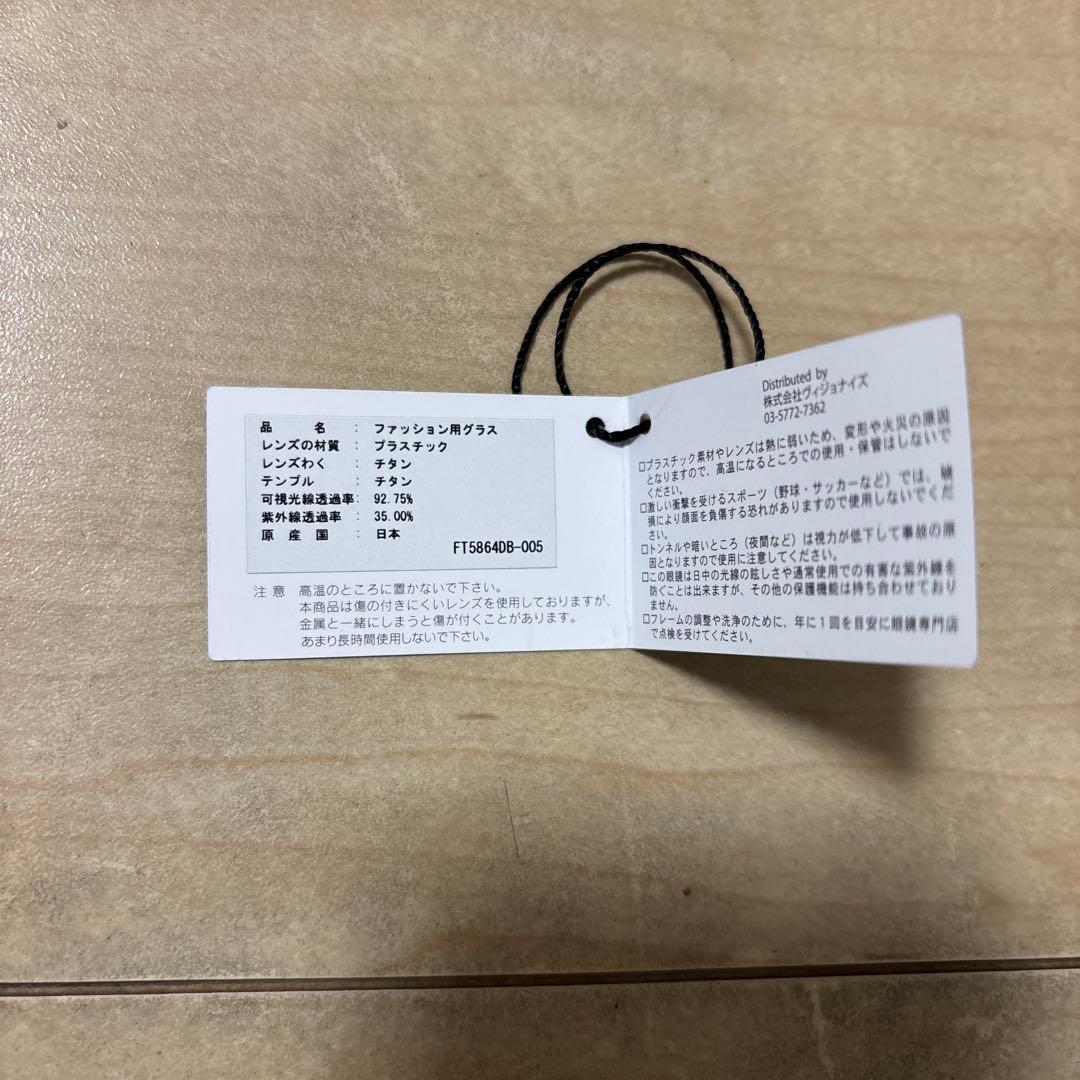 品　　　名　：　ファッション用グラス
レンズの材質　：　プラスチック
レンズわく　：　チタン
テンプル　：　チタン
可視光線透過率：　92.75%
紫外線透過率　：　35.00%
原　産　国　：　日本
FT5864DB-005
注意　高温のところに置かないで下さい。
本商品は傷の付きにくいレンズを使用しておりますが、
金属と一緒にしまうと傷が付くことがあります。
あまり長時間使用しないで下さい。
Distributed by
株式会社ヴィジョナイズ
03-5772-7362
□プラスチック素材やレンズは熱に弱いため、変形や火災の原因
となりますので、高温になるところでの使用・保管はしないで
ください。
□激しい衝撃を受けるスポーツ（野球・サッカーなど）では、破
損により顔面を負傷する恐れがありますので使用しないでくだ
さい。
□トンネルや暗いところ（夜間など）は視力が低下して事故の原
因となりますので使用に注意してください。
□この眼鏡は日中の光線の眩しさや通常使用での有害な紫外線を
防ぐことは出来ますが、その他の保護機能は持ち合わせており
ません。
□フレームの調整や洗浄のために、年に1回を目安に眼鏡専門店
で点検を受けてください。